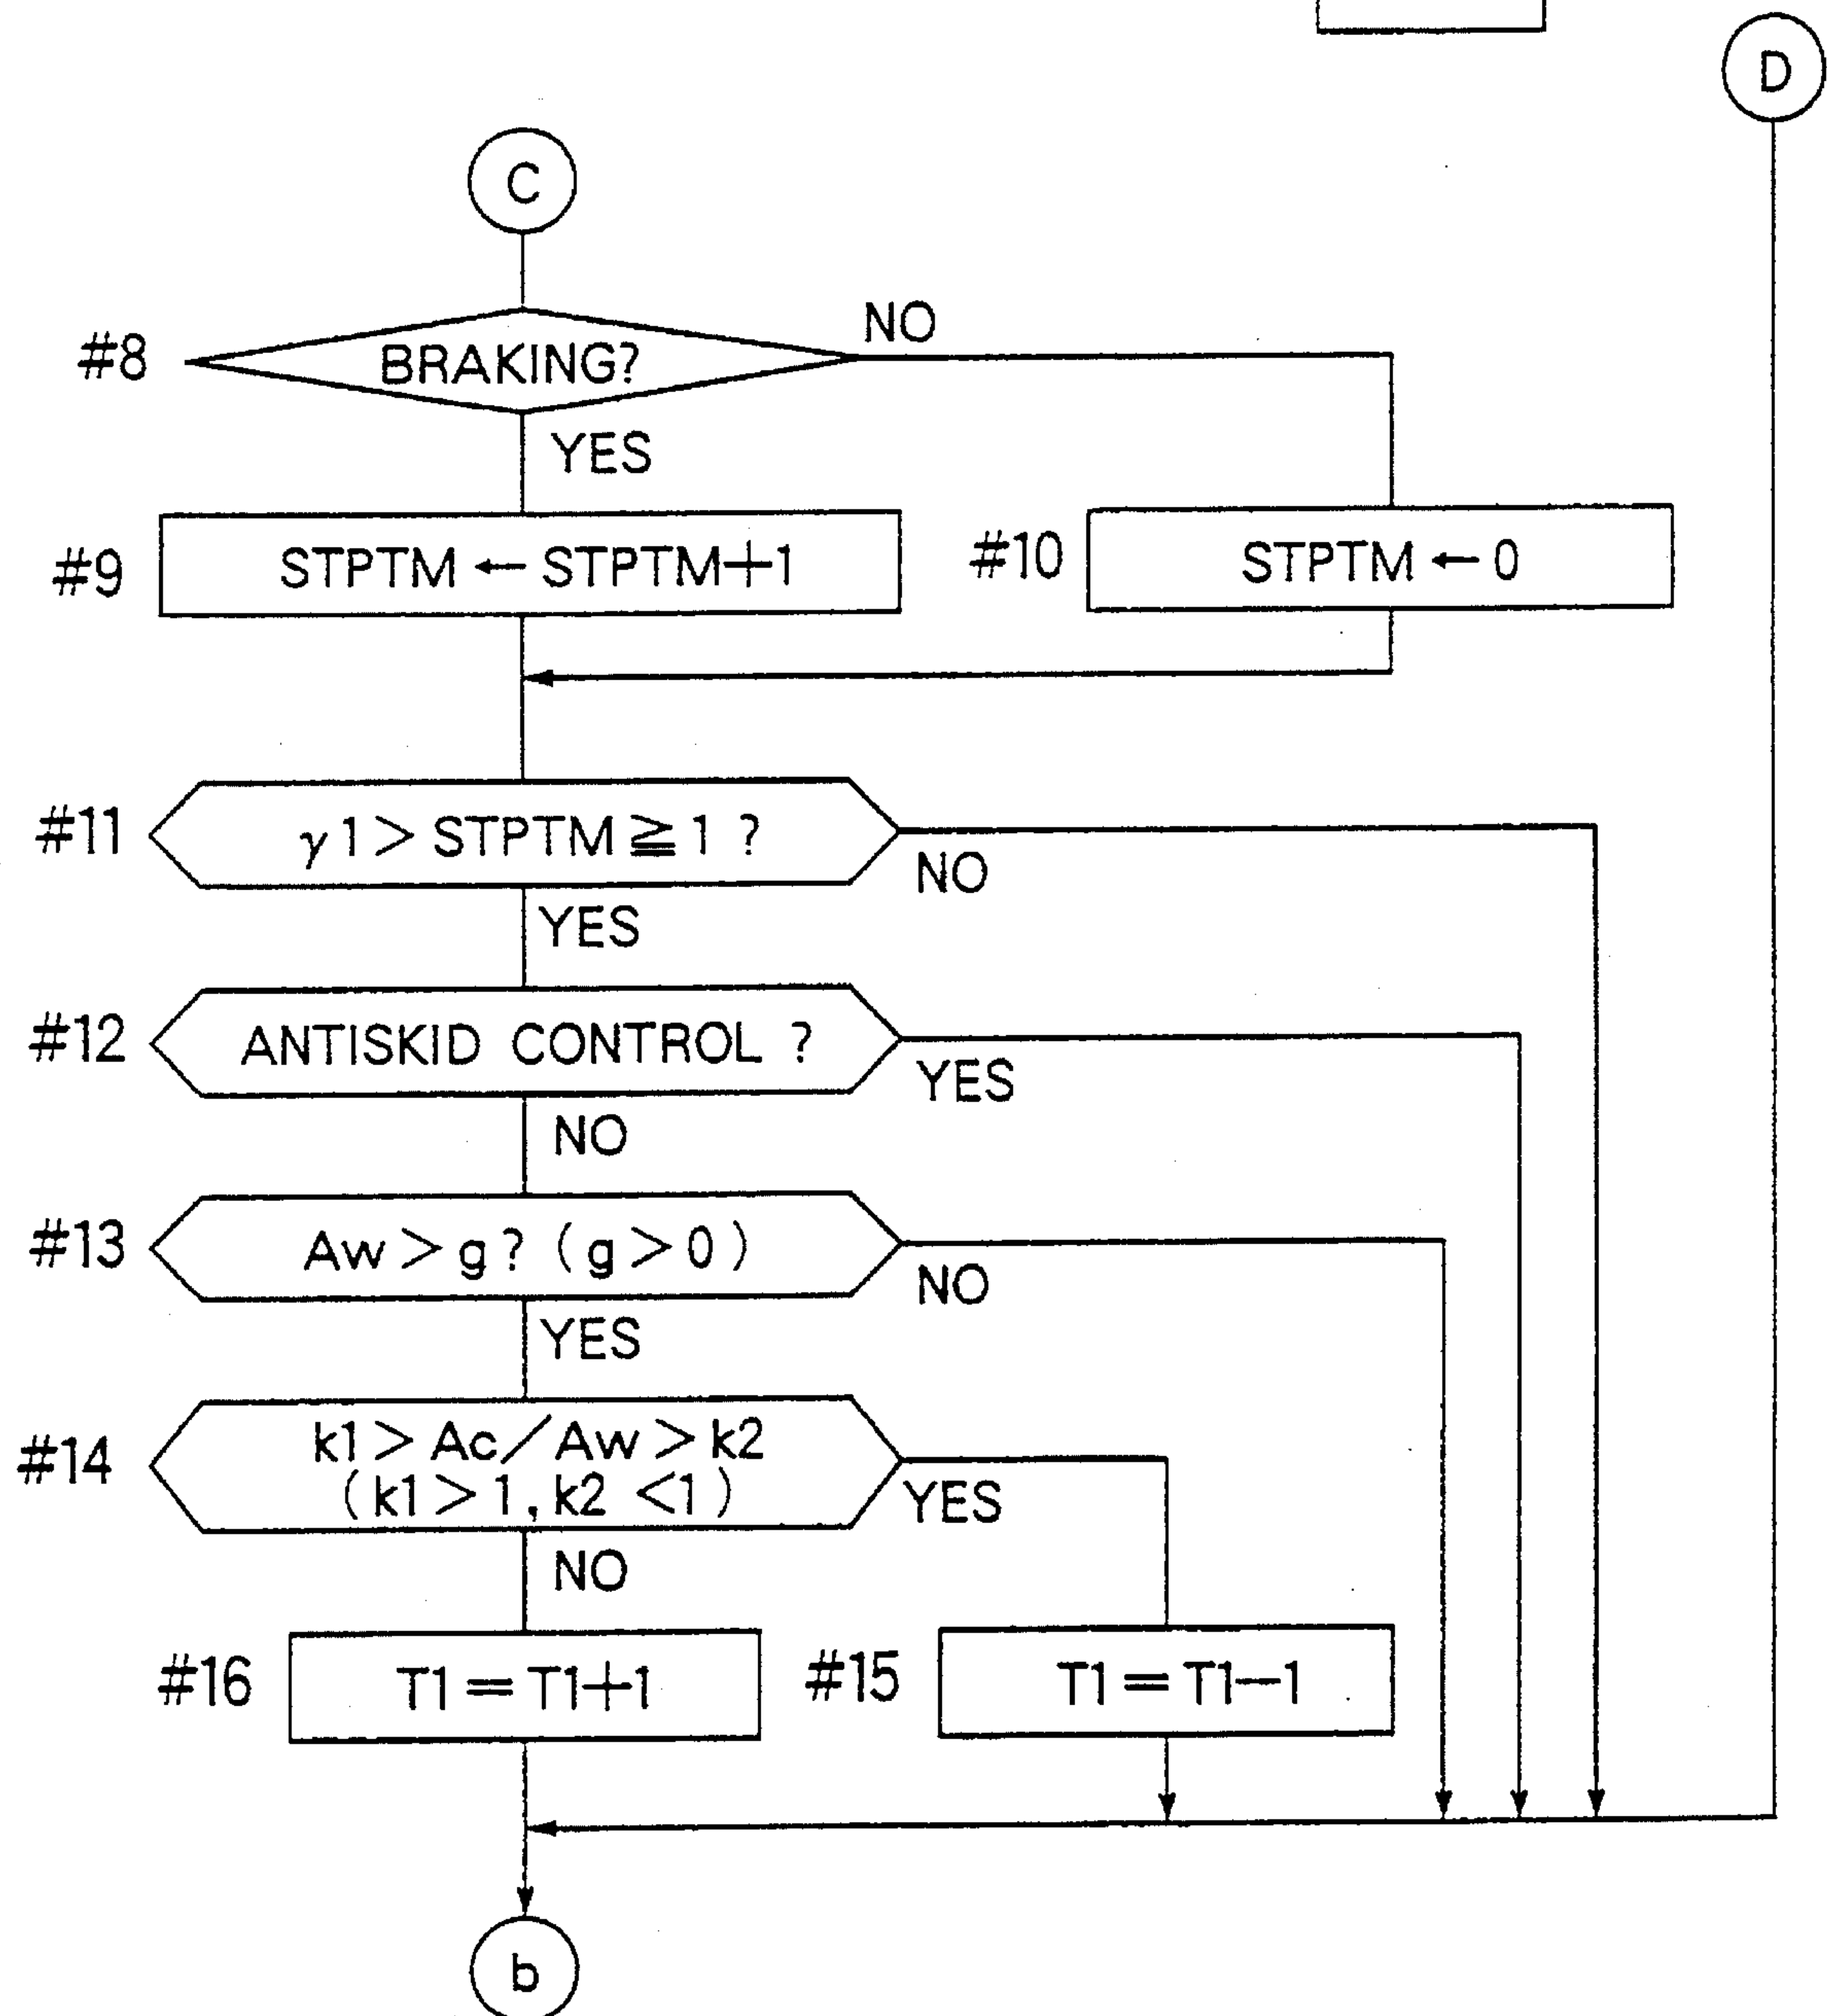 D
C
#8 BRAKING? NO
YES
#9 STPTM ← STPTM+1 #10 STPTM ← 0
#11 γ1 > STPTM ≧ 1 ?
NO
YES
#12 ANTISKID CONTROL ?
YES
NO
#13 Aw > g? (g > 0)
NO
YES
#14 k1 > Ac/Aw > k2
(k1 > 1, k2 < 1)
YES
NO
#16 T1 = T1+1 #15 T1 = T1−1
b